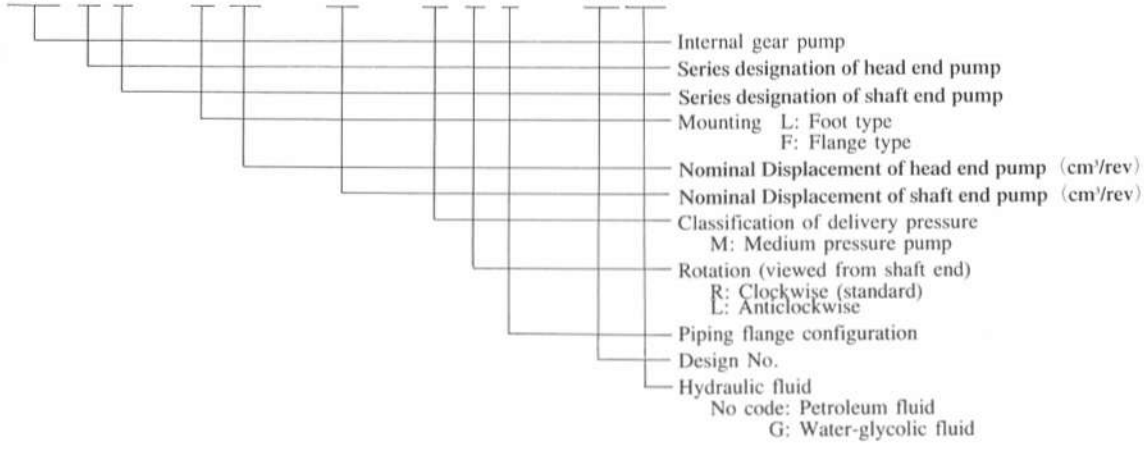 Internal gear pump
Series designation of head end pump
Series designation of shaft end pump
Mounting L: Foot type
F: Flange type
Nominal Displacement of head end pump (cm³/rev)
Nominal Displacement of shaft end pump (cm³/rev)
Classification of delivery pressure
M: Medium pressure pump
Rotation (viewed from shaft end)
R: Clockwise (standard)
L: Anticlockwise
Piping flange configuration
Design No.
Hydraulic fluid
No code: Petroleum fluid
G: Water-glycolic fluid